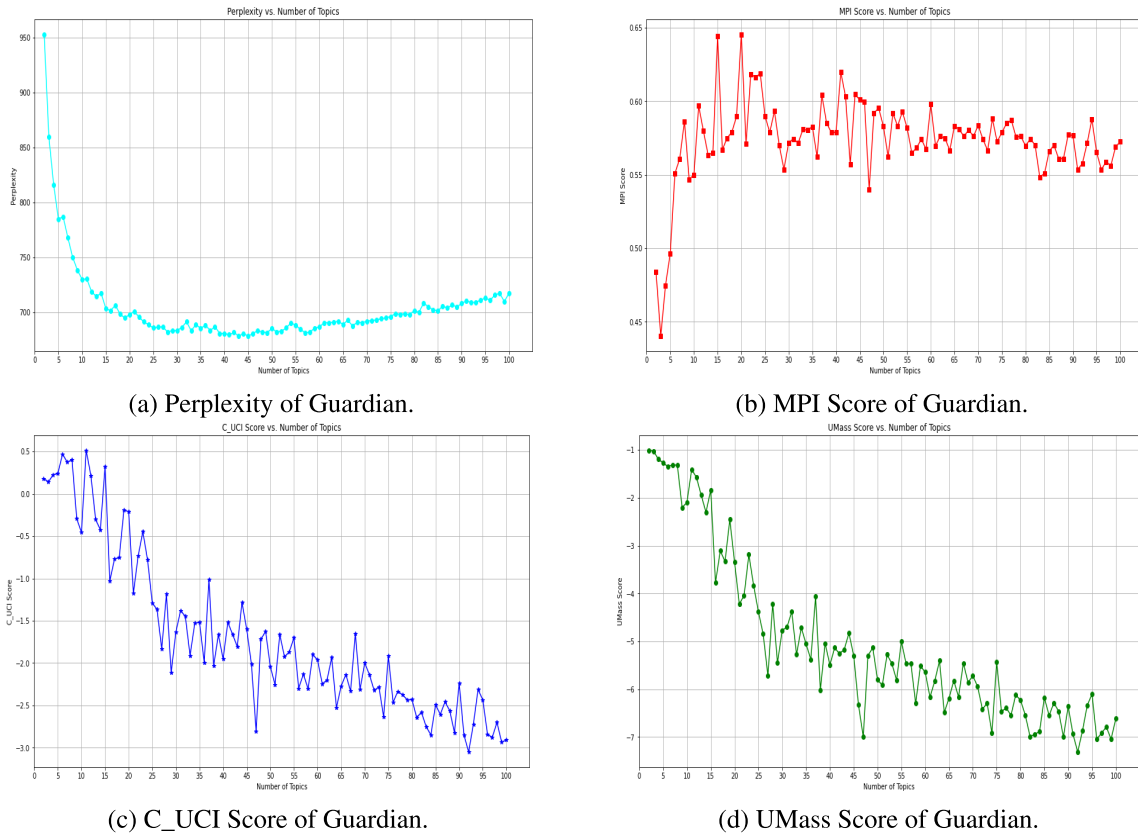 Perplexity vs. Number of Topics
950
900
850
800
750
700
Perplexity
0 5 10 15 20 25 30 35 40 45 50 55 60 65 70 75 80 85 90 95 100
Number of Topics
(a) Perplexity of Guardian.
MPI Score vs. Number of Topics
0.65
0.60
0.55
0.50
0.45
MPI Score
0 5 10 15 20 25 30 35 40 45 50 55 60 65 70 75 80 85 90 95 100
Number of Topics
(b) MPI Score of Guardian.
C_UCI Score vs. Number of Topics
0.5
0.0
−0.5
−1.0
−1.5
−2.0
−2.5
−3.0
C_UCI Score
0 5 10 15 20 25 30 35 40 45 50 55 60 65 70 75 80 85 90 95 100
Number of Topics
(c) C_UCI Score of Guardian.
UMass Score vs. Number of Topics
−1
−2
−3
−4
−5
−6
−7
UMass Score
0 5 10 15 20 25 30 35 40 45 50 55 60 65 70 75 80 85 90 95 100
Number of Topics
(d) UMass Score of Guardian.